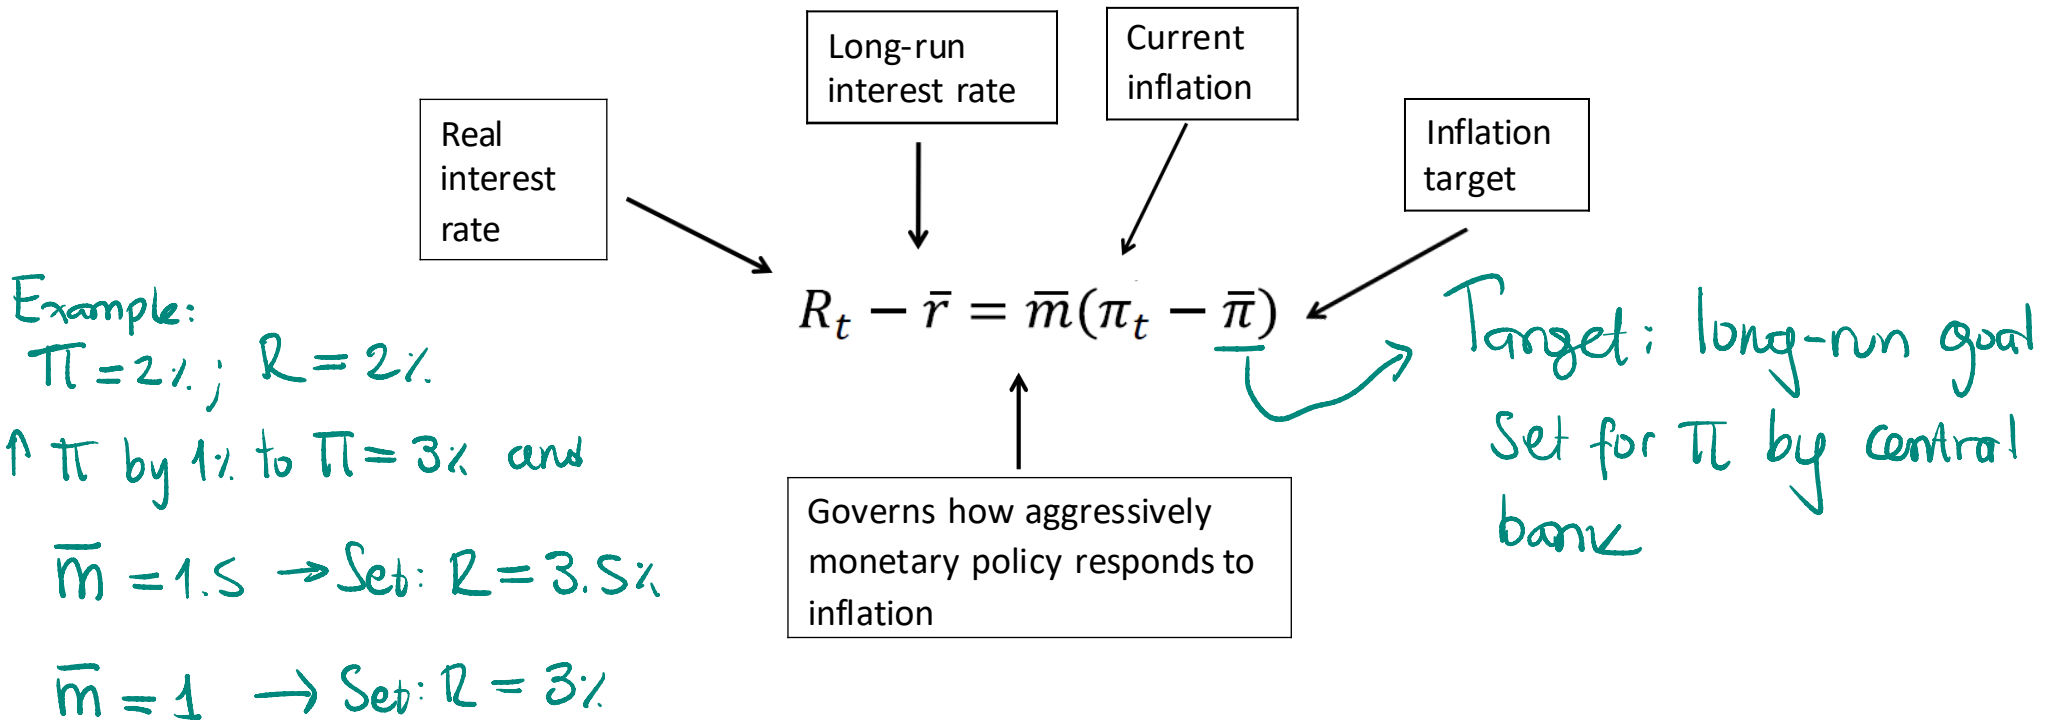 Long-run
interest rate
Current
inflation
Real
interest
rate
Inflation
target
R_t − r̄ = m̄(π_t − π̄)
Governs how aggressively
monetary policy responds to
inflation
Example:
π = 2%; R = 2%
↑ π by 1% to π = 3% and
m̄ = 1.5 → Set: R = 3.5%
m̄ = 1 → Set: R = 3%
Target: long-run goal
Set for π by central
bank